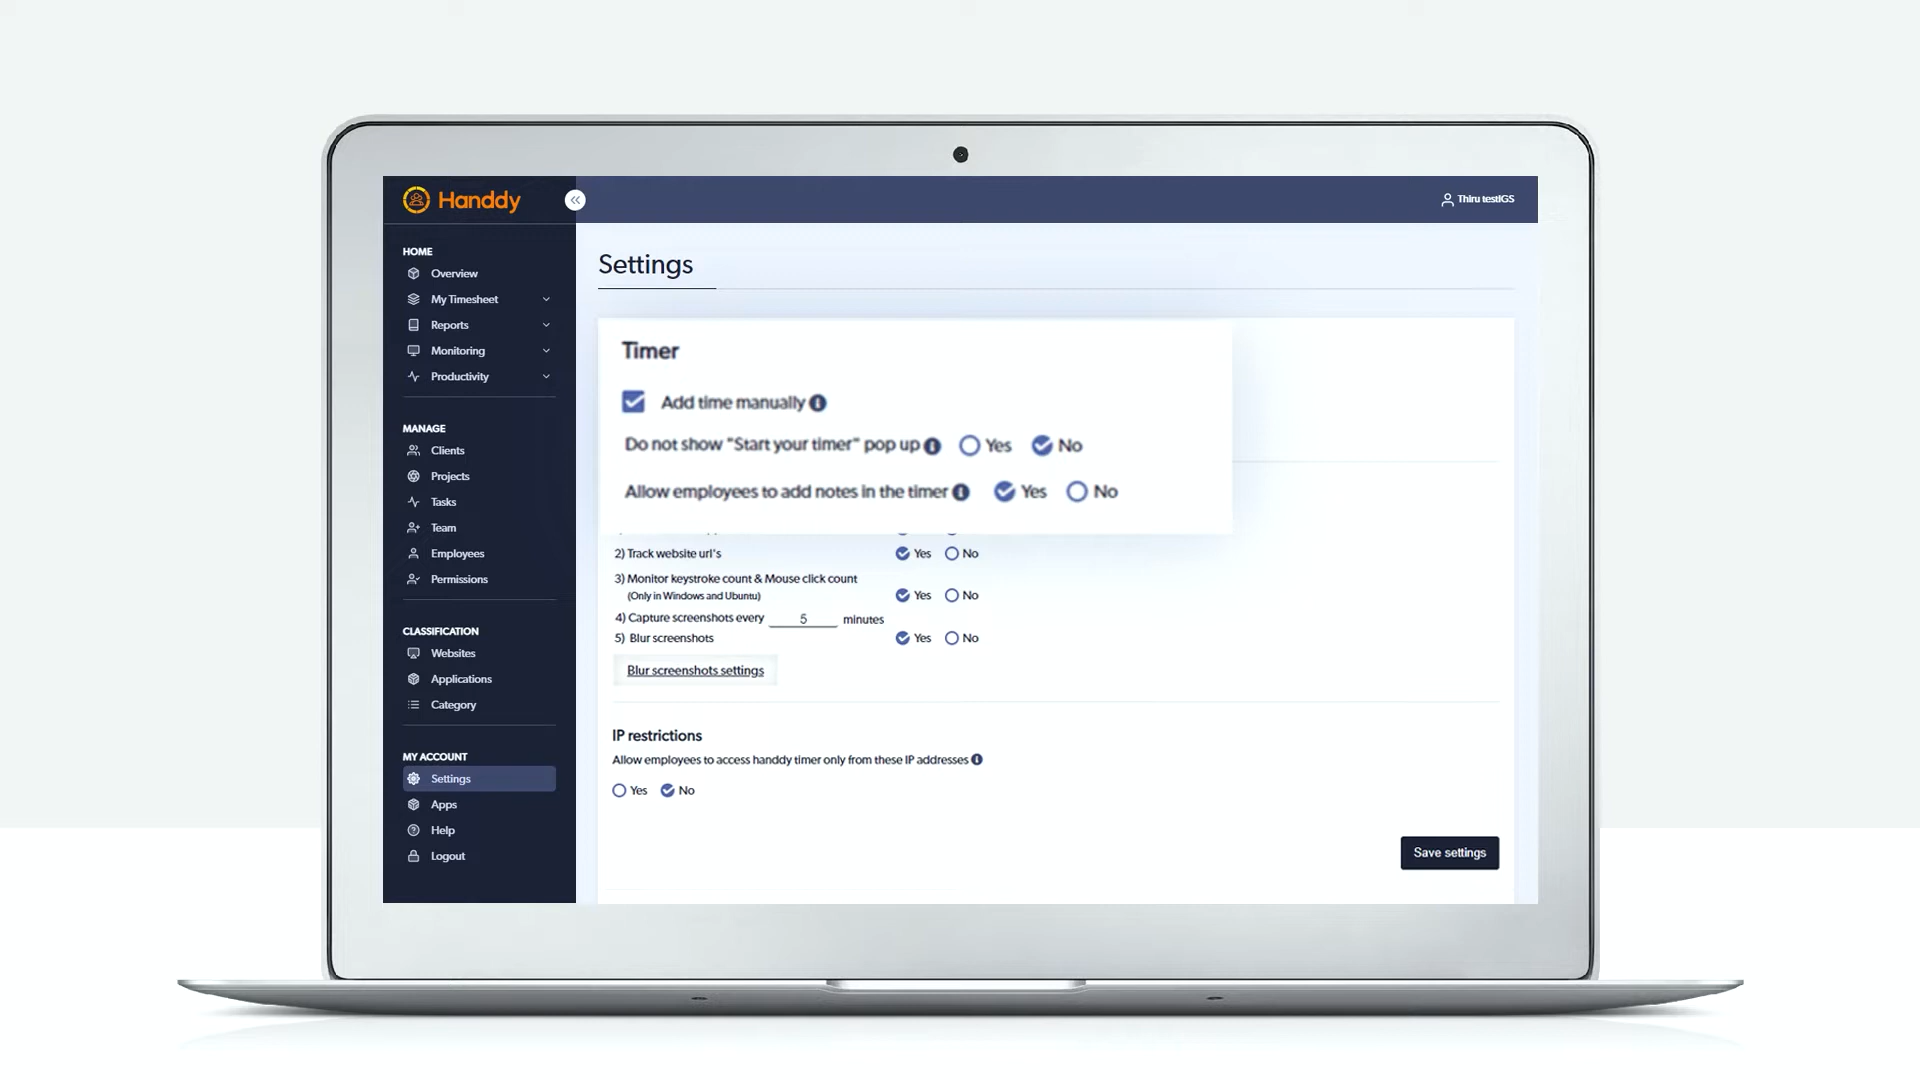 Handdy
Thiru testIGS
HOME
Overview
My Timesheet
Reports
Monitoring
Productivity
MANAGE
Clients
Projects
Tasks
Team
Employees
Permissions
CLASSIFICATION
Websites
Applications
Category
MY ACCOUNT
Settings
Apps
Help
Logout
Settings
Timer
Add time manually
Do not show "Start your timer" pop up Yes No
Allow employees to add notes in the timer Yes No
2) Track website url's Yes No
3) Monitor keystroke count & Mouse click count
(Only in Windows and Ubuntu) Yes No
4) Capture screenshots every 5 minutes
5) Blur screenshots Yes No
Blur screenshots settings
IP restrictions
Allow employees to access handdy timer only from these IP addresses
Yes No
Save settings